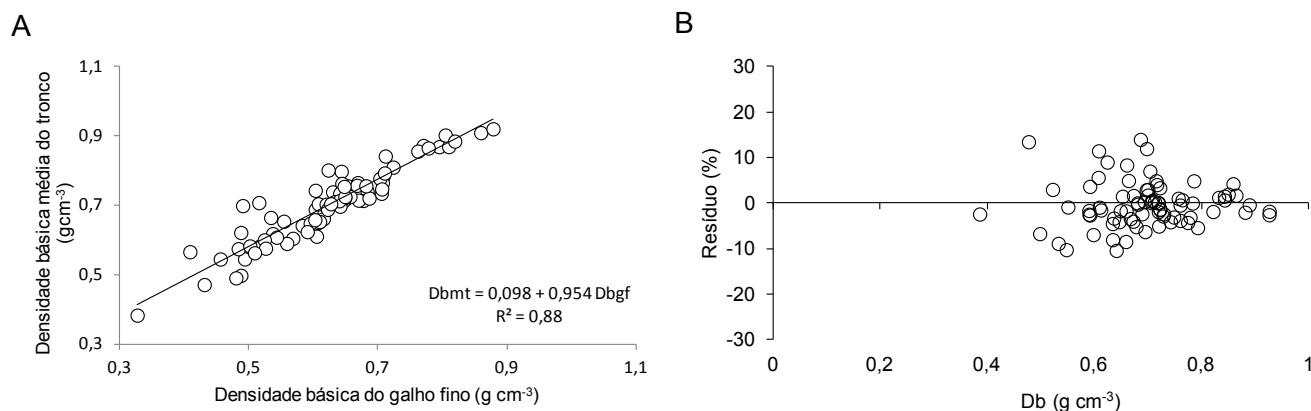 A
Densidade básica média do tronco
(gcm⁻³)
1,1
0,9
0,7
0,5
0,3
Dbmt = 0,098 + 0,954 Dbgf
R² = 0,88
0,3 0,5 0,7 0,9 1,1
Densidade básica do galho fino (g cm⁻³)
B
Resíduo (%)
30
20
10
0
-10
-20
-30
0 0,2 0,4 0,6 0,8 1
Db (g cm⁻³)